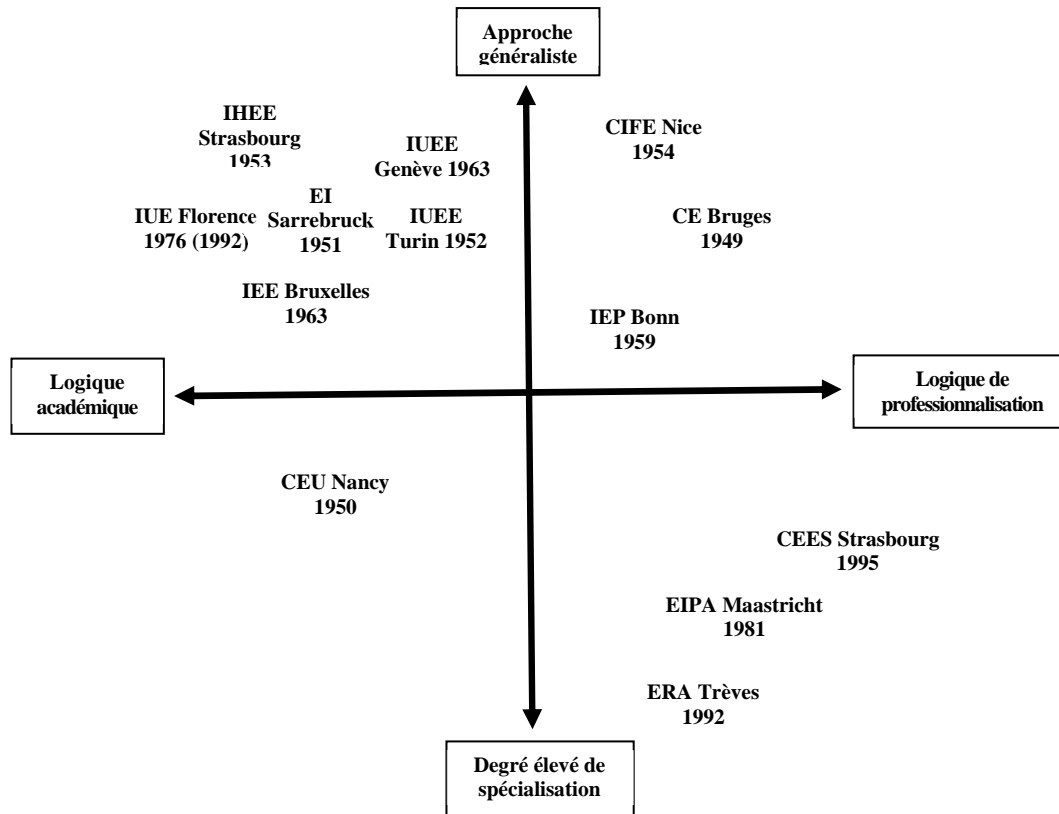 Approche
généraliste
IHEE
Strasbourg
1953
IUEE
Genève 1963
CIFE Nice
1954
EI
Sarrebruck
1951
IUE Florence
1976 (1992)
IUEE
Turin 1952
CE Bruges
1949
IEE Bruxelles
1963
IEP Bonn
1959
Logique
académique
Logique de
professionnalisation
CEU Nancy
1950
CEES Strasbourg
1995
EIPA Maastricht
1981
ERA Trèves
1992
Degré élevé de
spécialisation